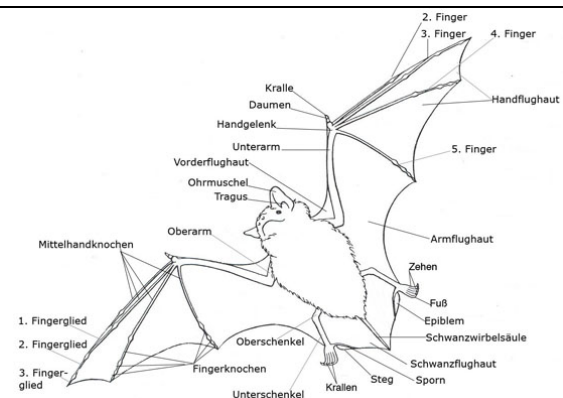 2. Finger
3. Finger
4. Finger
Kralle
Daumen
Handflughaut
Handgelenk
Unterarm
5. Finger
Vorderflughaut
Ohrmuschel
Tragus
Oberarm
Armflughaut
Mittelhandknochen
Zehen
Fuß
1. Fingerglied
Epiblem
2. Fingerglied
Oberschenkel
Schwanzwirbelsäule
3. Finger-
glied
Fingerknochen
Schwanzflughaut
Krallen
Steg
Sporn
Unterschenkel